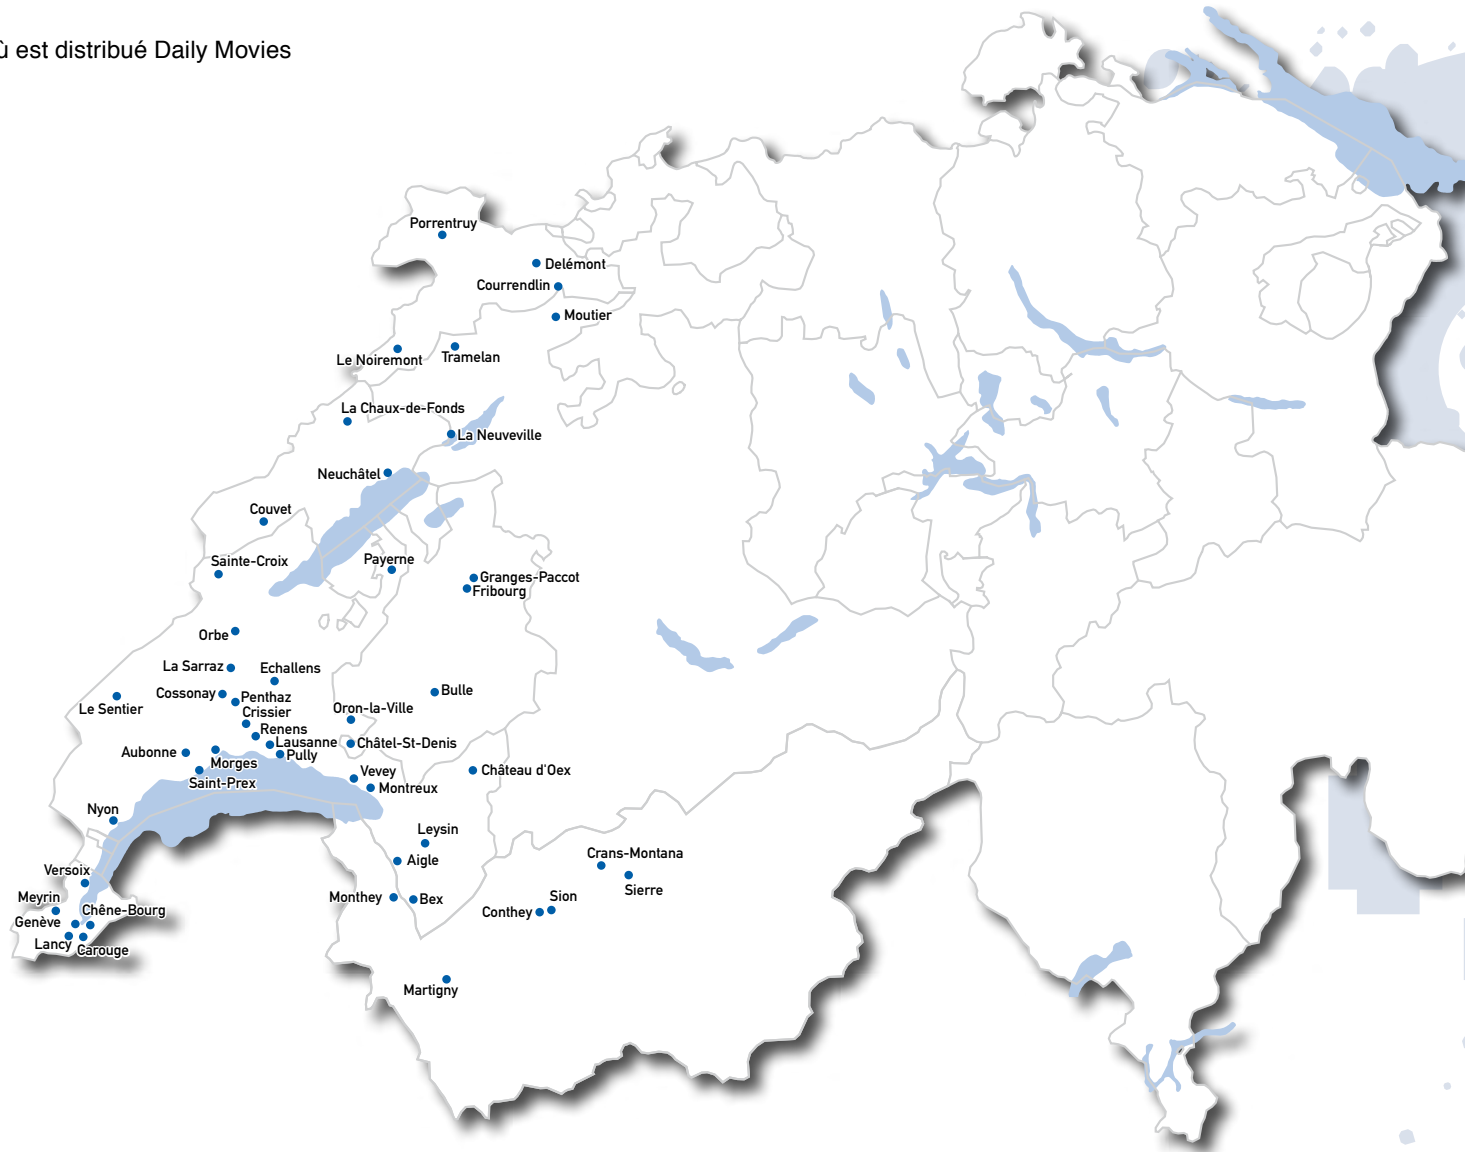 ù est distribué Daily Movies
Porrentruy
Delémont
Courrendlin
Moutier
Le Noiremont
Tramelan
La Chaux-de-Fonds
La Neuveville
Neuchâtel
Couvet
Sainte-Croix
Payerne
Granges-Paccot
Fribourg
Orbe
La Sarraz
Echallens
Cossonay
Penthaz
Bulle
Le Sentier
Crissier
Oron-la-Ville
Renens
Lausanne
Châtel-St-Denis
Aubonne
Pully
Morges
Château d'Oex
Vevey
Saint-Prex
Montreux
Nyon
Leysin
Crans-Montana
Aigle
Versoix
Sierre
Meyrin
Monthey
Bex
Sion
Chêne-Bourg
Conthey
Genève
Lancy
Carouge
Martigny